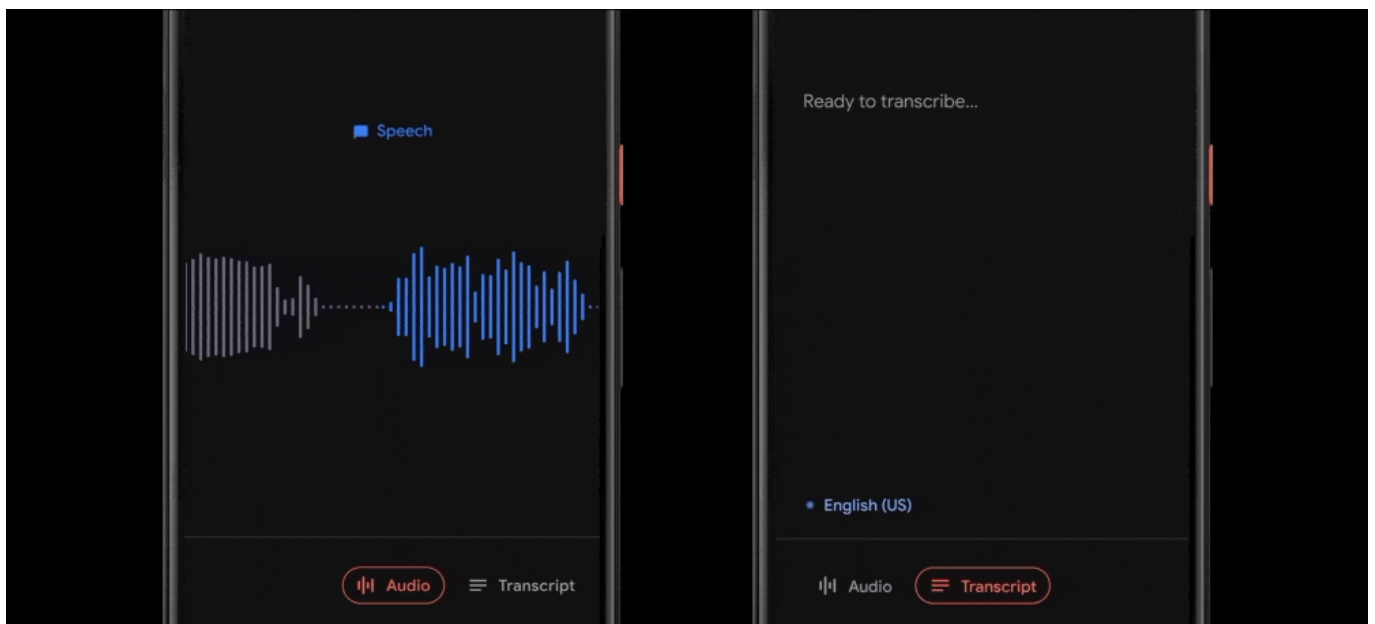 Speech
Audio
Transcript
Ready to transcribe...
English (US)
Audio
Transcript